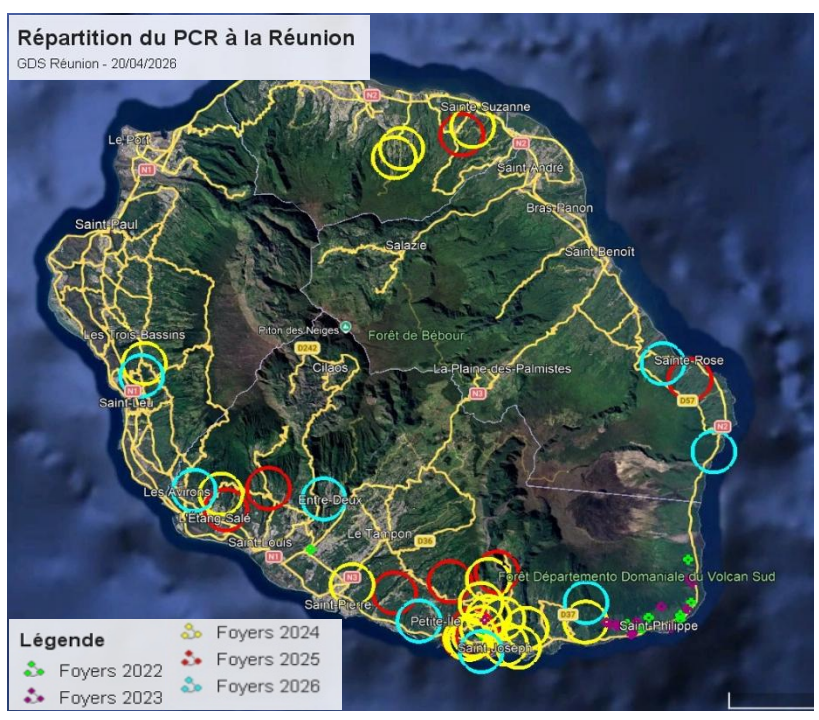 Répartition du PCR à la Réunion
GDS Réunion - 20/04/2026
N2
Sainte Suzanne
Le Port
N1
N2
Saint-André
Bras-Panon
Saint-Paul
Salazie
Saint-Benoît
Les Trois-Bassins
Piton des Neiges
Forêt de Bébour
D242
Cilaos
La Plaine-des-Palmistes
Sainte-Rose
N1
Saint-Leu
N3
D57
N2
Les Avirons
Entre-Deux
L'Étang-Salé
Saint-Louis
Le Tampon
D36
N1
N3
Forêt Départemento Domaniale du Volcan Sud
Saint-Pierre
Petite-Île
D37
Saint-Philippe
Saint-Joseph
Légende
Foyers 2022
Foyers 2023
Foyers 2024
Foyers 2025
Foyers 2026